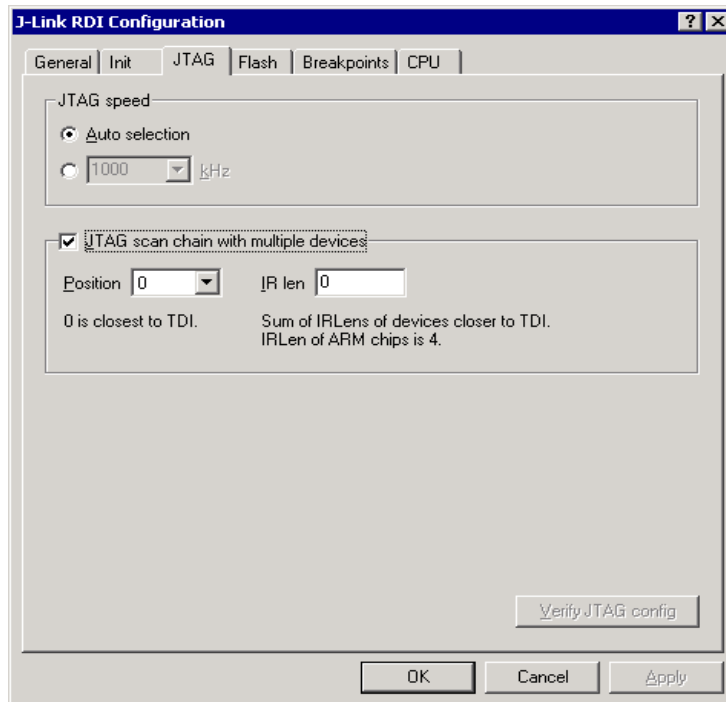 J-Link RDI Configuration
General Init JTAG Flash Breakpoints CPU
JTAG speed
Auto selection
1000 kHz
JTAG scan chain with multiple devices
Position 0 IR len 0
0 is closest to TDI. Sum of IRLens of devices closer to TDI.
IRLen of ARM chips is 4.
Verify JTAG config
OK Cancel Apply